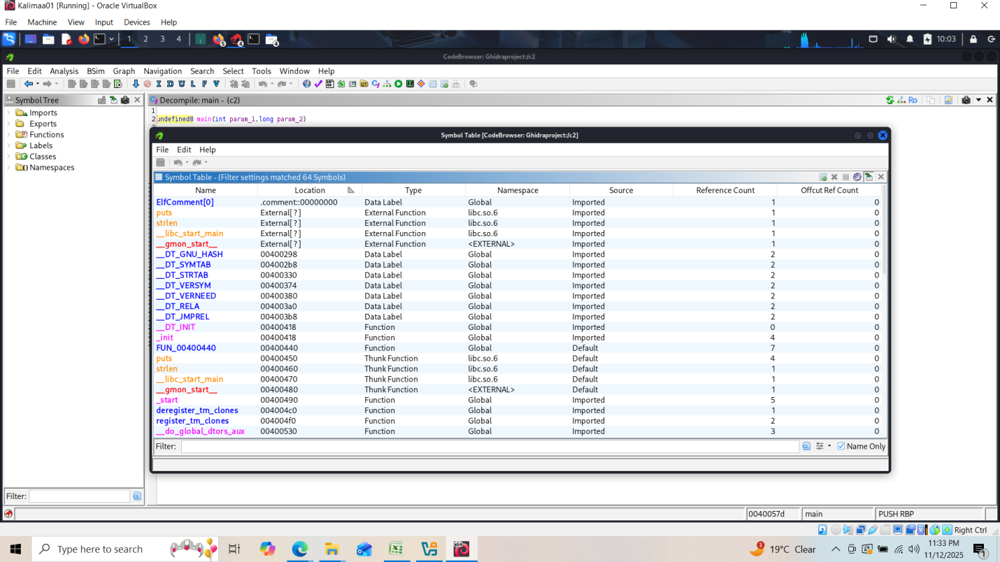 Kalimaa01 [Running] - Oracle VirtualBox
File Machine View Input Devices Help
1 2 3 4 5 4 4 10:03
CodeBrowser: Ghidraproject:/c2
File Edit Analysis BSim Graph Navigation Search Select Tools Window Help
I D U L F V
Symbol Tree
Imports
Exports
Functions
Labels
Classes
Namespaces
Filter:
Decompile: main - (c2)
Ro
1
2 undefined8 main(int param_1,long param_2)
Symbol Table [CodeBrowser: Ghidraproject:/c2]
File Edit Help
Symbol Table - (Filter settings matched 64 Symbols)
Name Location Type Namespace Source Reference Count Offcut Ref Count
ElfComment[0] .comment::00000000 Data Label Global Imported 1 0
puts External[?] External Function libc.so.6 Imported 1 0
strlen External[?] External Function libc.so.6 Imported 1 0
__libc_start_main External[?] External Function libc.so.6 Imported 1 0
__gmon_start__ External[?] External Function <EXTERNAL> Imported 1 0
__DT_GNU_HASH 00400298 Data Label Global Imported 2 0
__DT_SYMTAB 004002b8 Data Label Global Imported 2 0
__DT_STRTAB 00400330 Data Label Global Imported 2 0
__DT_VERSYM 00400374 Data Label Global Imported 2 0
__DT_VERNEED 00400380 Data Label Global Imported 2 0
__DT_RELA 004003a0 Data Label Global Imported 2 0
__DT_JMPREL 004003b8 Data Label Global Imported 2 0
__DT_INIT 00400418 Function Global Imported 0 0
_init 00400418 Function Global Imported 4 0
FUN_00400440 00400440 Function Global Default 7 0
puts 00400450 Thunk Function libc.so.6 Default 4 0
strlen 00400460 Thunk Function libc.so.6 Default 1 0
__libc_start_main 00400470 Thunk Function libc.so.6 Default 1 0
__gmon_start__ 00400480 Thunk Function <EXTERNAL> Default 1 0
_start 00400490 Function Global Imported 5 0
deregister_tm_clones 004004c0 Function Global Imported 1 0
register_tm_clones 004004f0 Function Global Imported 2 0
__do_global_dtors_aux 00400530 Function Global Imported 3 0
Filter: Name Only
0040057d main PUSH RBP
Right Ctrl
Type here to search
3 19°C Clear
11:33 PM
11/12/2025
1